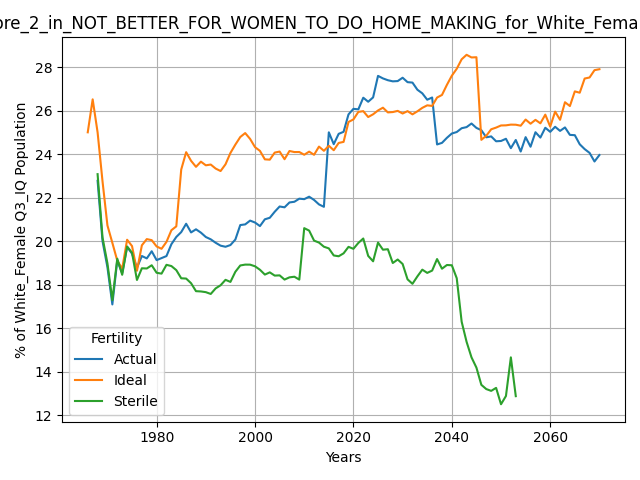 ore_2_in_NOT_BETTER_FOR_WOMEN_TO_DO_HOME_MAKING_for_White_Fema
% of White_Female Q3_IQ Population
28
26
24
22
20
18
16
14
12
Fertility
Actual
Ideal
Sterile
1980
2000
2020
2040
2060
Years